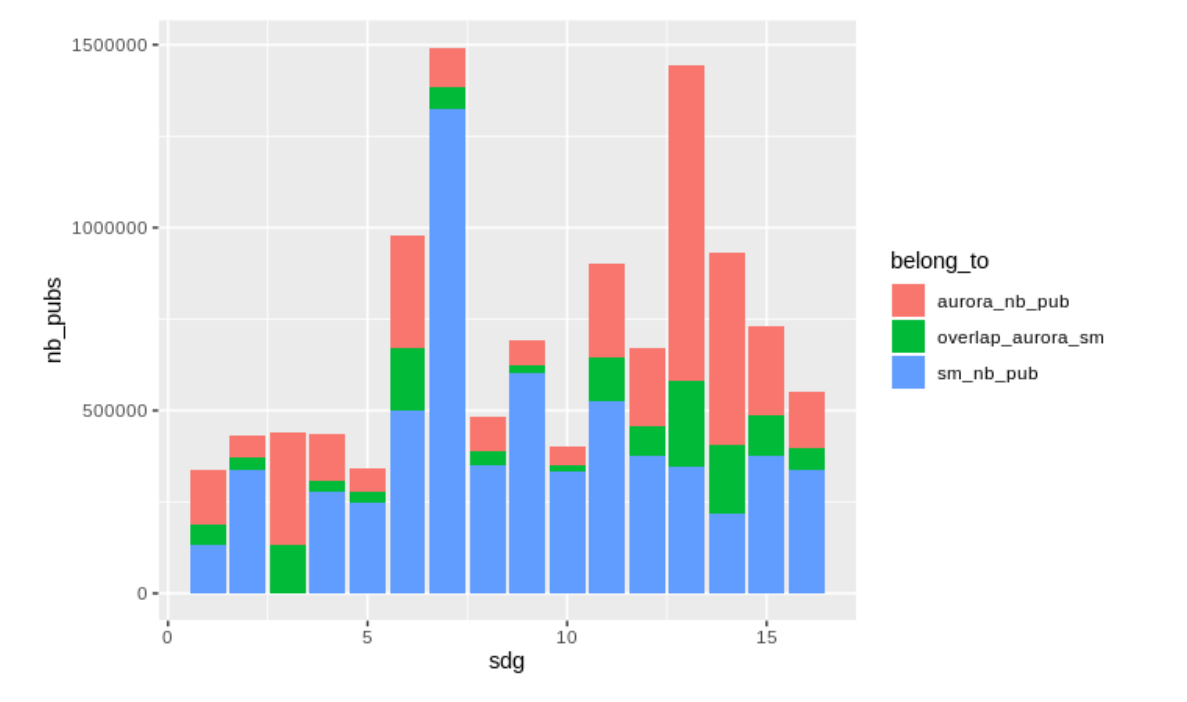 1500000
1000000
500000
0
nb_pubs
0 5 10 15
sdg
belong_to
aurora_nb_pub
overlap_aurora_sm
sm_nb_pub